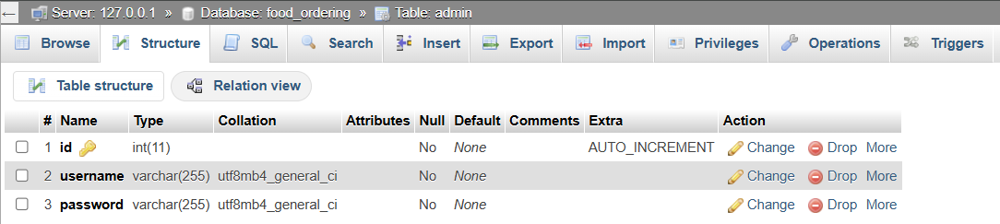 Server: 127.0.0.1 » Database: food_ordering » Table: admin
Browse Structure SQL Search Insert Export Import Privileges Operations Triggers
Table structure Relation view
# Name Type Collation Attributes Null Default Comments Extra Action
1 id int(11) No None AUTO_INCREMENT Change Drop More
2 username varchar(255) utf8mb4_general_ci No None Change Drop More
3 password varchar(255) utf8mb4_general_ci No None Change Drop More